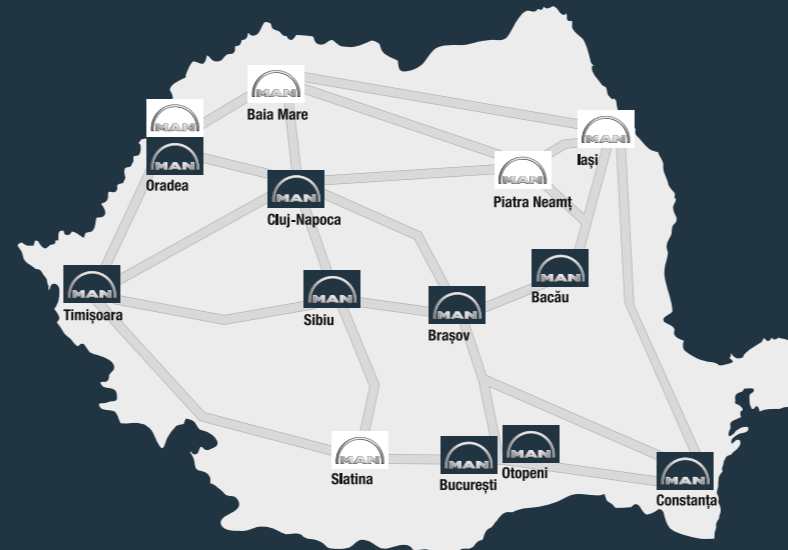 MAN
Baia Mare
MAN
MAN
Oradea
MAN
Iași
MAN
Piatra Neamț
MAN
Cluj-Napoca
MAN
Timișoara
MAN
Sibiu
MAN
Brașov
MAN
Bacău
MAN
Slatina
MAN
București
MAN
Otopeni
MAN
Constanța